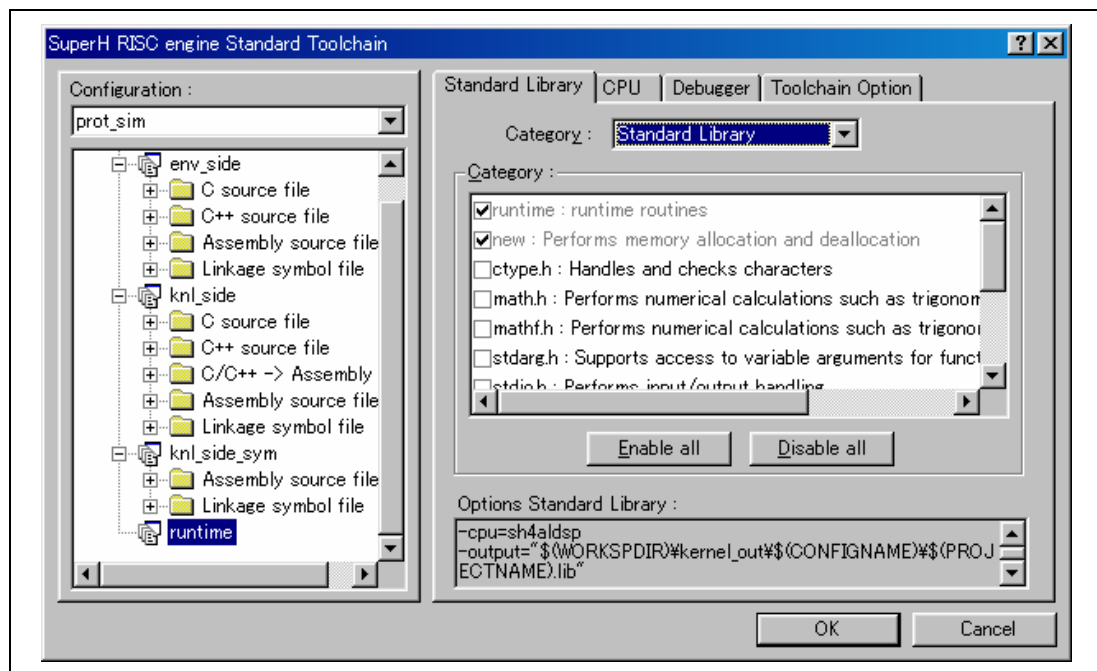 SuperH RISC engine Standard Toolchain
Configuration :
prot_sim
env_side
C source file
C++ source file
Assembly source file
Linkage symbol file
knl_side
C source file
C++ source file
C/C++ -> Assembly
Assembly source file
Linkage symbol file
knl_side_sym
Assembly source file
Linkage symbol file
runtime
Standard Library CPU Debugger Toolchain Option
Category : Standard Library
Category :
runtime : runtime routines
new : Performs memory allocation and deallocation
ctype.h : Handles and checks characters
math.h : Performs numerical calculations such as trigonom
mathf.h : Performs numerical calculations such as trigonor
stdarg.h : Supports access to variable arguments for funct
stdio.h : Performs input/output handling
Enable all Disable all
Options Standard Library :
-cpu=sh4aldsp
-output="$(WORKSPDIR)¥kernel_out¥$(CONFIGNAME)¥$(PROJ
ECTNAME).lib"
OK Cancel